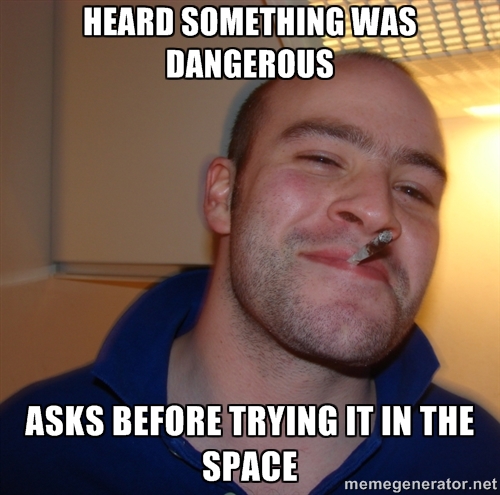 HEARD SOMETHING WAS
DANGEROUS
ASKS BEFORE TRYING IT IN THE
SPACE
memegenerator.net